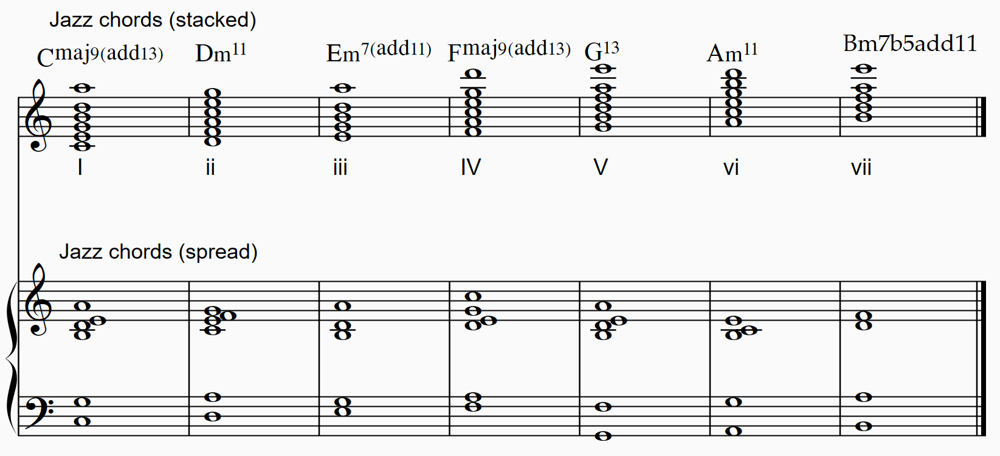 Jazz chords (stacked)
Cmaj9(add13) Dm11 Em7(add11) Fmaj9(add13) G13 Am11 Bm7b5add11
I ii iii IV V vi vii
Jazz chords (spread)